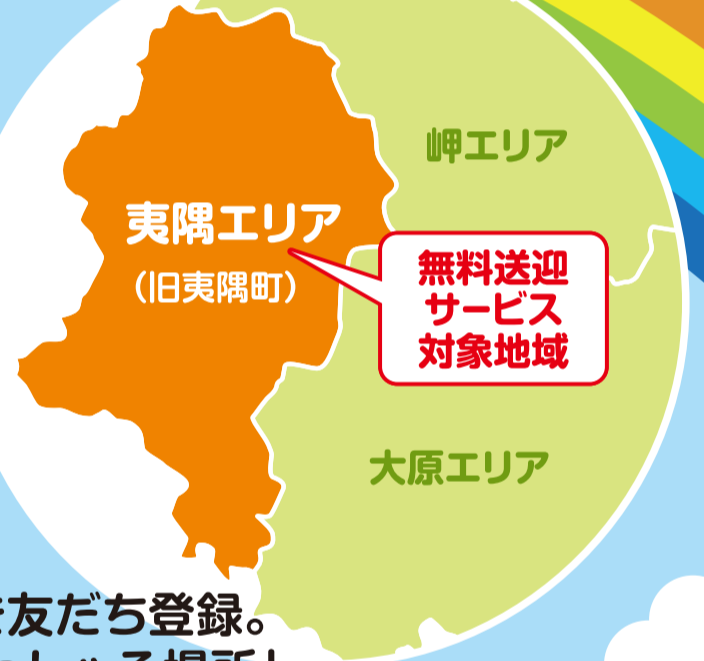 岬エリア
夷隅エリア
（旧夷隅町）
無料送迎
サービス
対象地域
大原エリア
友だち登録。